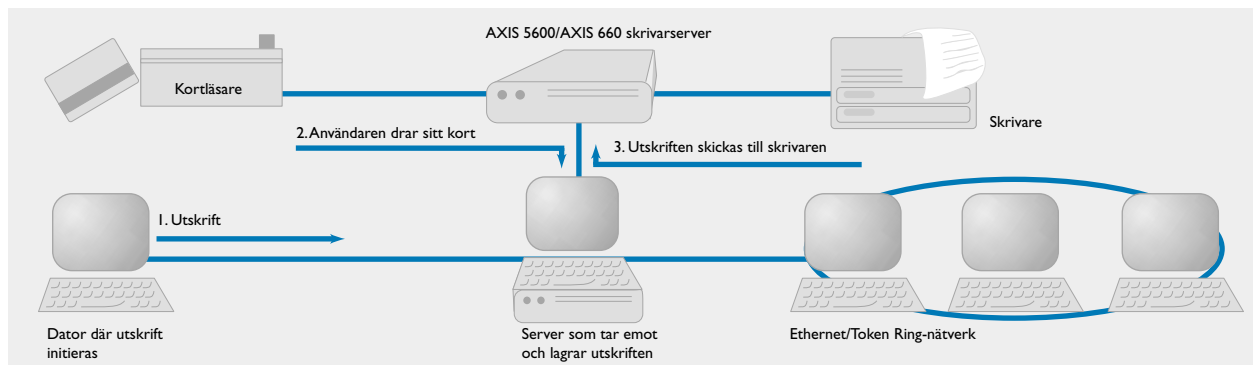 AXIS 5600/AXIS 660 skrivarserver
Kortläsare
Skrivare
2. Användaren drar sitt kort
3. Utskriften skickas till skrivaren
1. Utskrift
Dator där utskrift
initieras
Server som tar emot
och lagrar utskriften
Ethernet/Token Ring-nätverk